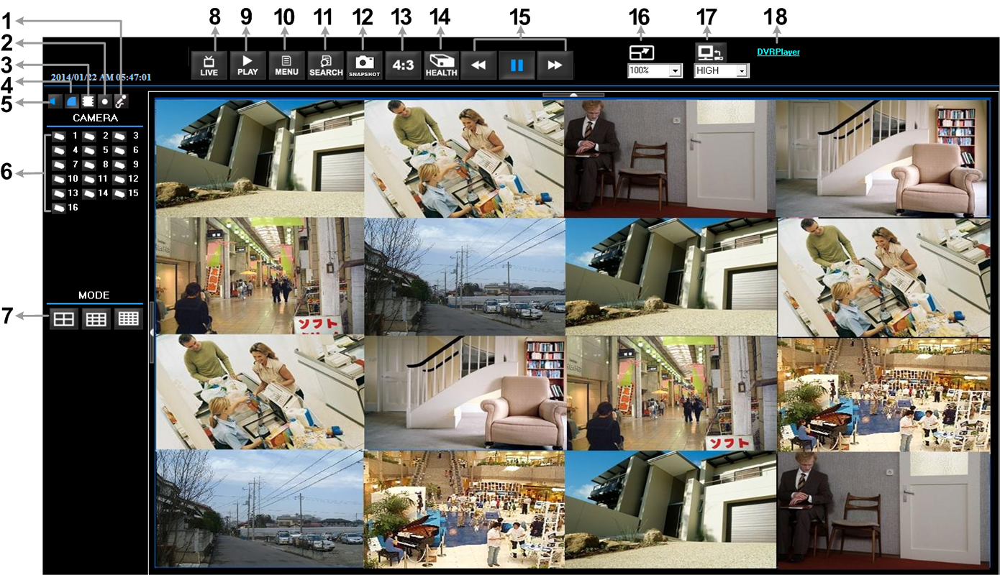 8 9 10 11 12 13 14 15 16 17 18
1
2
3
4
5
6
7
LIVE PLAY MENU SEARCH SNAPSHOT 4:3 HEALTH
100% HIGH DVRPlayer
2014/01/22 AM 05:47:01
CAMERA
1 2 3
4 5 6
7 8 9
10 11 12
13 14 15
16
MODE
ソフト
ソフト